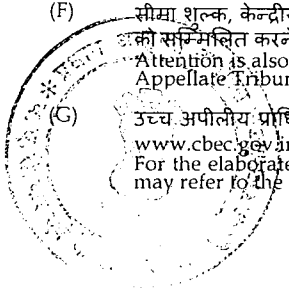 (F) सीमा शुल्क, केन्द्रीय
को सम्मिलित करने
Attention is also
Appellate Tribun
(G) उच्च अपीलीय प्राधि
www.cbec.gov.in
For the elaborate
may refer to the